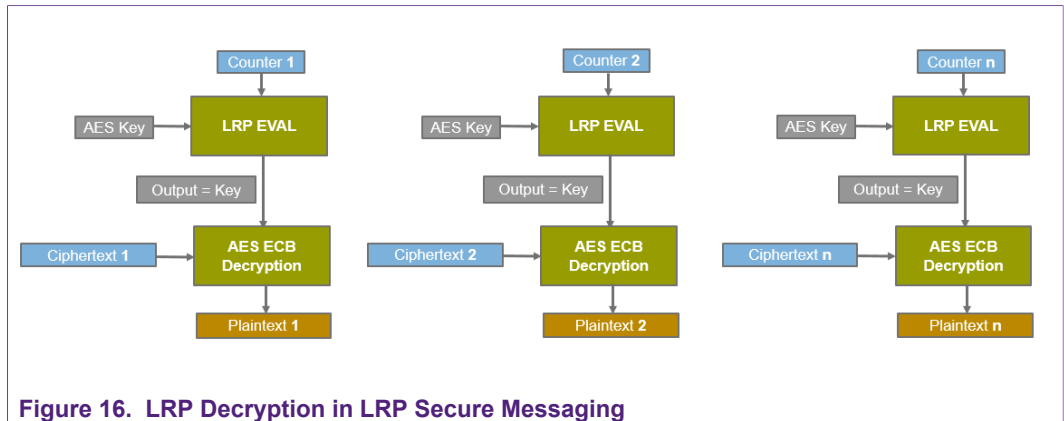 Counter 1
Counter 2
Counter n
AES Key
LRP EVAL
AES Key
LRP EVAL
AES Key
LRP EVAL
Output = Key
Output = Key
Output = Key
Ciphertext 1
AES ECB
Decryption
Ciphertext 2
AES ECB
Decryption
Ciphertext n
AES ECB
Decryption
Plaintext 1
Plaintext 2
Plaintext n
Figure 16. LRP Decryption in LRP Secure Messaging